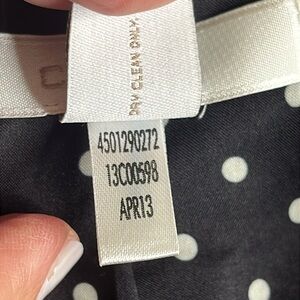 DRY CLEAN ONLY.
4501290272
13C00598
APR13